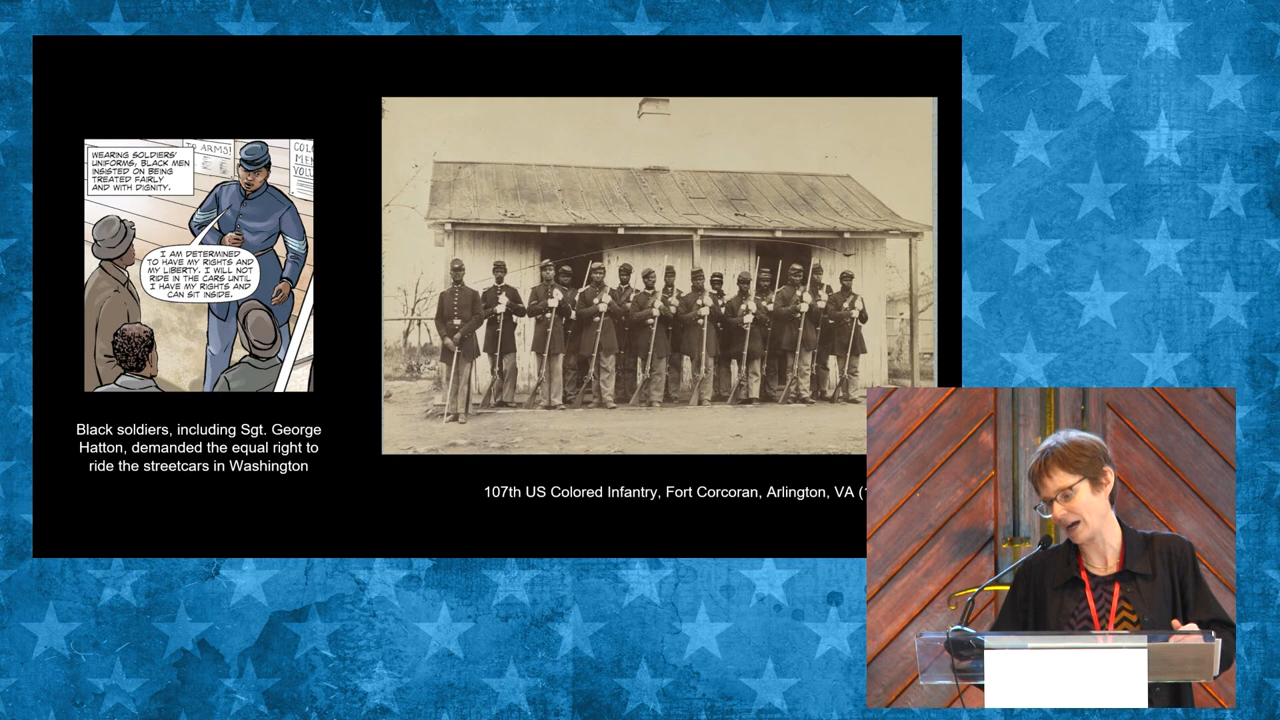 TO ARMS!
WEARING SOLDIERS'
UNIFORMS, BLACK MEN
INSISTED ON BEING
TREATED FAIRLY
AND WITH DIGNITY.
I AM DETERMINED
TO HAVE MY RIGHTS AND
MY LIBERTY. I WILL NOT
RIDE IN THE CARS UNTIL
I HAVE MY RIGHTS AND
CAN SIT INSIDE.
Black soldiers, including Sgt. George
Hatton, demanded the equal right to
ride the streetcars in Washington
107th US Colored Infantry, Fort Corcoran, Arlington, VA (